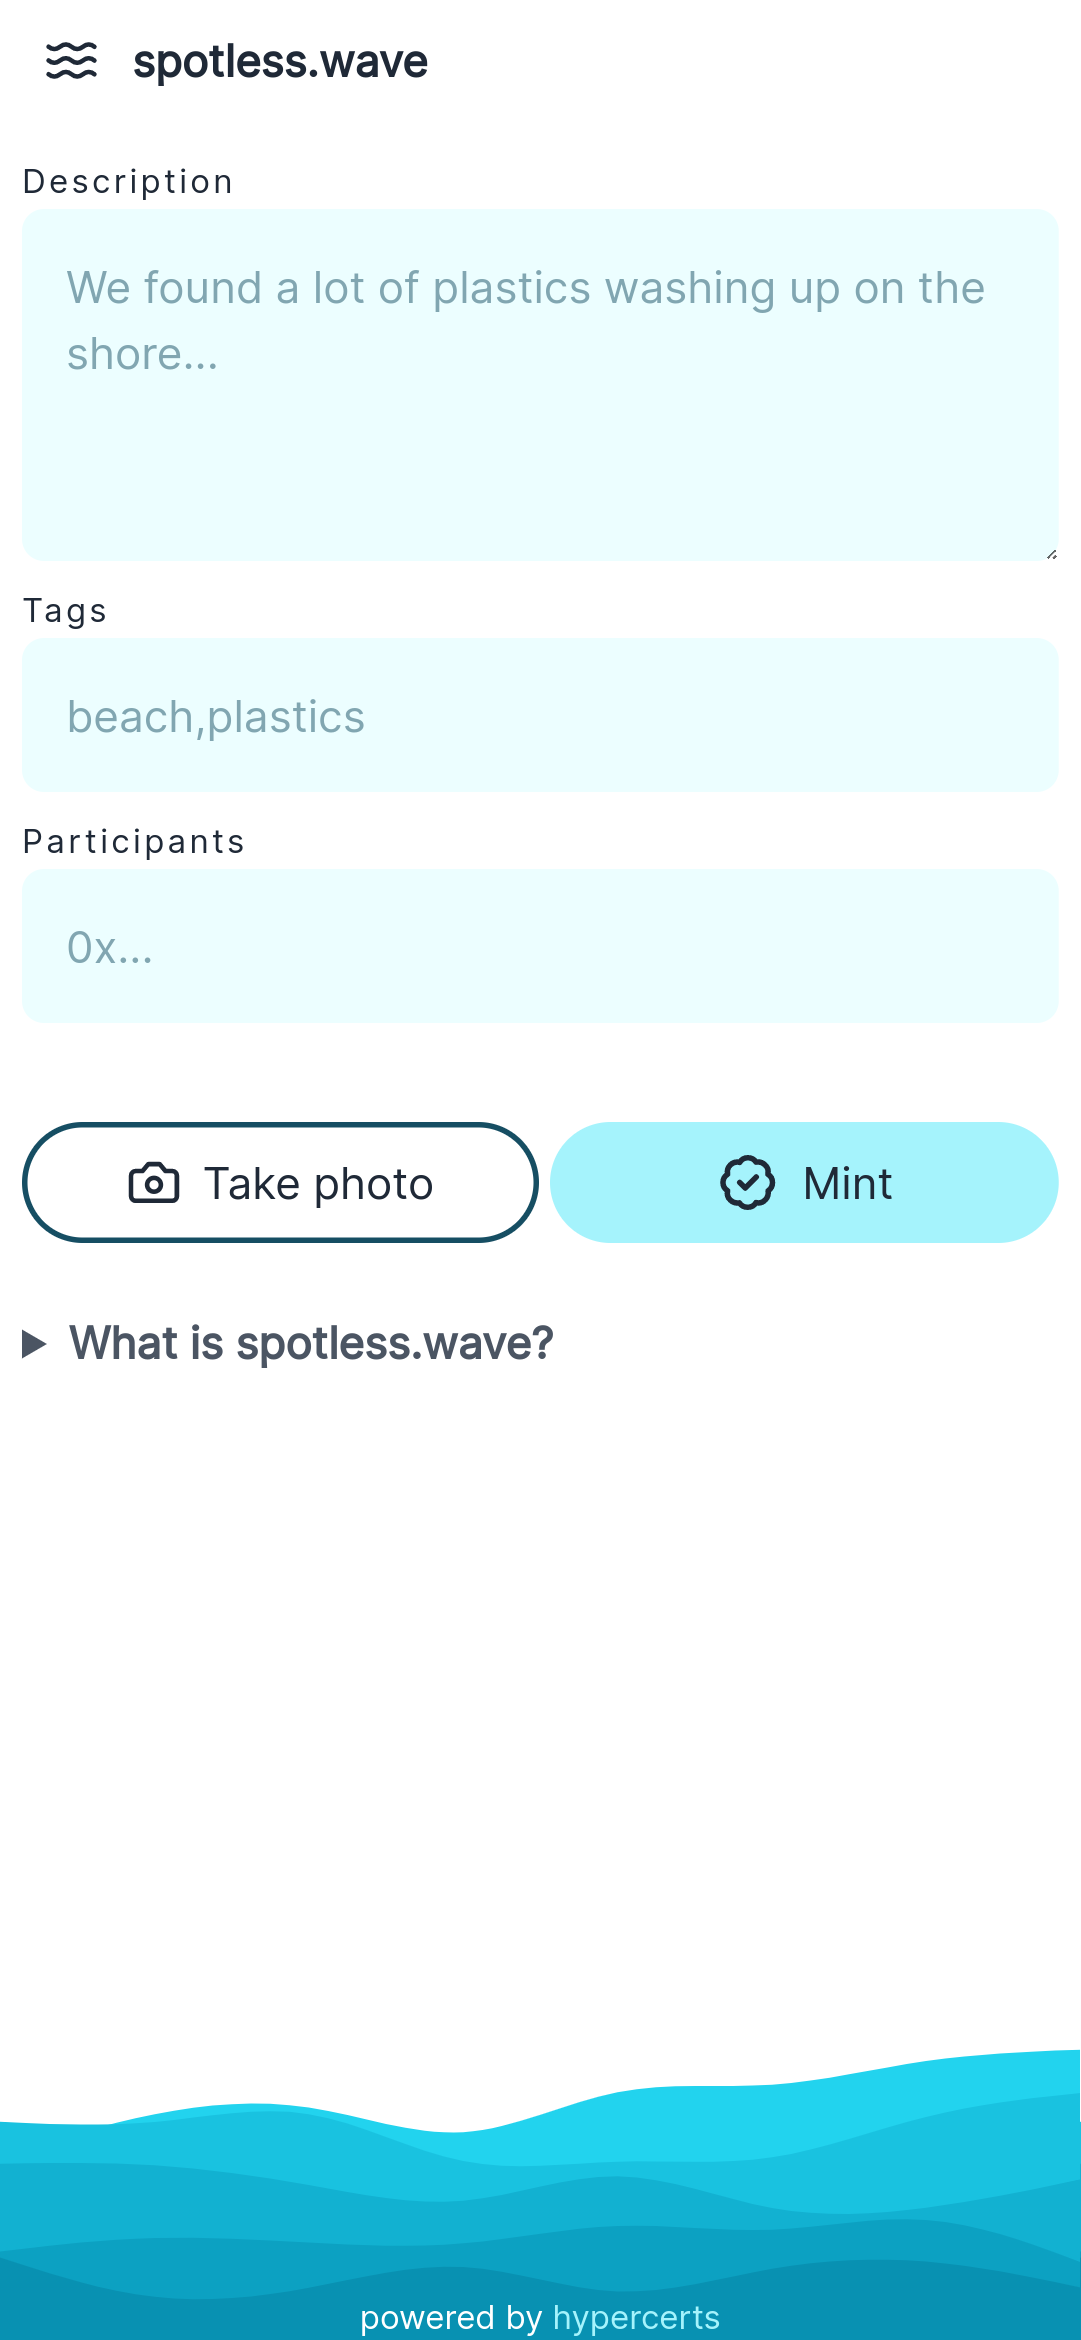 spotless.wave
Description
We found a lot of plastics washing up on the
shore...
Tags
beach,plastics
Participants
0x...
Take photo
Mint
What is spotless.wave?
powered by hypercerts